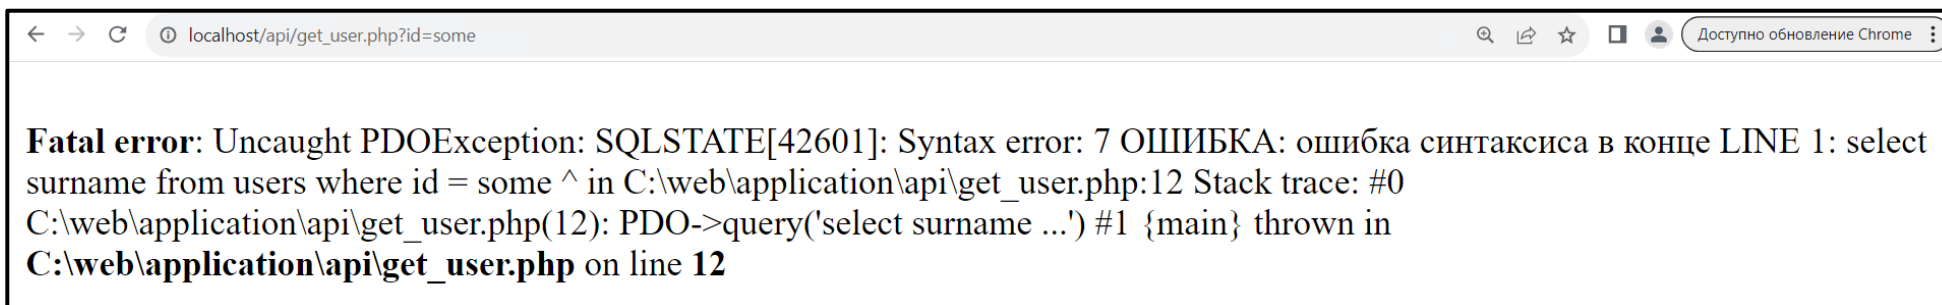 localhost/api/get_user.php?id=some
Доступно обновление Chrome
Fatal error: Uncaught PDOException: SQLSTATE[42601]: Syntax error: 7 ОШИБКА: ошибка синтаксиса в конце LINE 1: select
surname from users where id = some ^ in C:\web\application\api\get_user.php:12 Stack trace: #0
C:\web\application\api\get_user.php(12): PDO->query('select surname ...') #1 {main} thrown in
C:\web\application\api\get_user.php on line 12